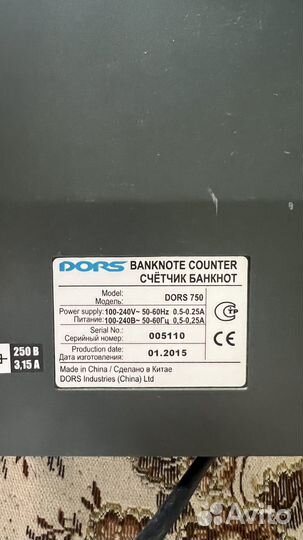 DORS BANKNOTE COUNTER
СЧЁТЧИК БАНКНОТ
Model:
Модель: DORS 750
Power supply: 100-240V~ 50-60Hz 0.5-0.25A
Питание: 100-240В~ 50-60Гц 0,5-0,25А
Serial No.:
Серийный номер: 005110
Production date:
Дата изготовления: 01.2015
Made in China / Сделано в Китае
DORS Industries (China) Ltd
СТР
CE
250 В
3,15 А
Avito